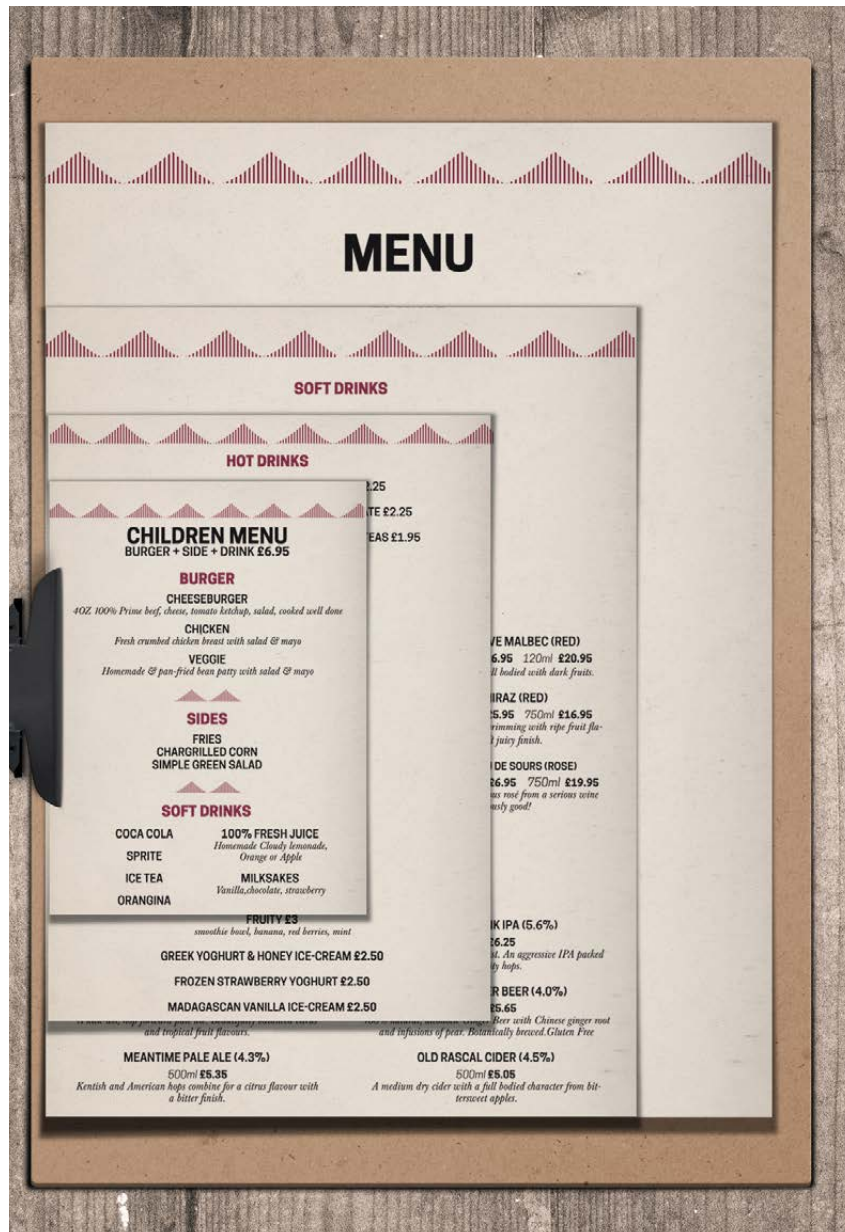 MENU
SOFT DRINKS
HOT DRINKS
2.25
TE £2.25
EAS £1.95
CHILDREN MENU
BURGER + SIDE + DRINK £6.95
BURGER
CHEESEBURGER
4OZ 100% Prime beef, cheese, tomato ketchup, salad, cooked well done
CHICKEN
Fresh crumbed chicken breast with salad & mayo
VEGGIE
Homemade & pan-fried bean patty with salad & mayo
SIDES
FRIES
CHARGRILLED CORN
SIMPLE GREEN SALAD
SOFT DRINKS
COCA COLA
SPRITE
ICE TEA
ORANGINA
100% FRESH JUICE
Homemade Cloudy lemonade,
Orange or Apple
MILKSAKES
Vanilla,chocolate, strawberry
VE MALBEC (RED)
6.95 120ml £20.95
ll bodied with dark fruits.
IRAZ (RED)
£5.95 750ml £16.95
rimming with ripe fruit fla-
t juicy finish.
DE SOURS (ROSE)
£6.95 750ml £19.95
us rosé from a serious wine
usly good!
FRUITY £3
smoothie bowl, banana, red berries, mint
GREEK YOGHURT & HONEY ICE-CREAM £2.50
FROZEN STRAWBERRY YOGHURT £2.50
MADAGASCAN VANILLA ICE-CREAM £2.50
K IPA (5.6%)
£6.25
st. An aggressive IPA packed
ty hops.
R BEER (4.0%)
£5.65
Beer with Chinese ginger root
and infusions of pear. Botanically brewed.Gluten Free
and tropical fruit flavours.
MEANTIME PALE ALE (4.3%)
500ml £5.35
Kentish and American hops combine for a citrus flavour with
a bitter finish.
OLD RASCAL CIDER (4.5%)
500ml £5.05
A medium dry cider with a full bodied character from bit-
tersweet apples.